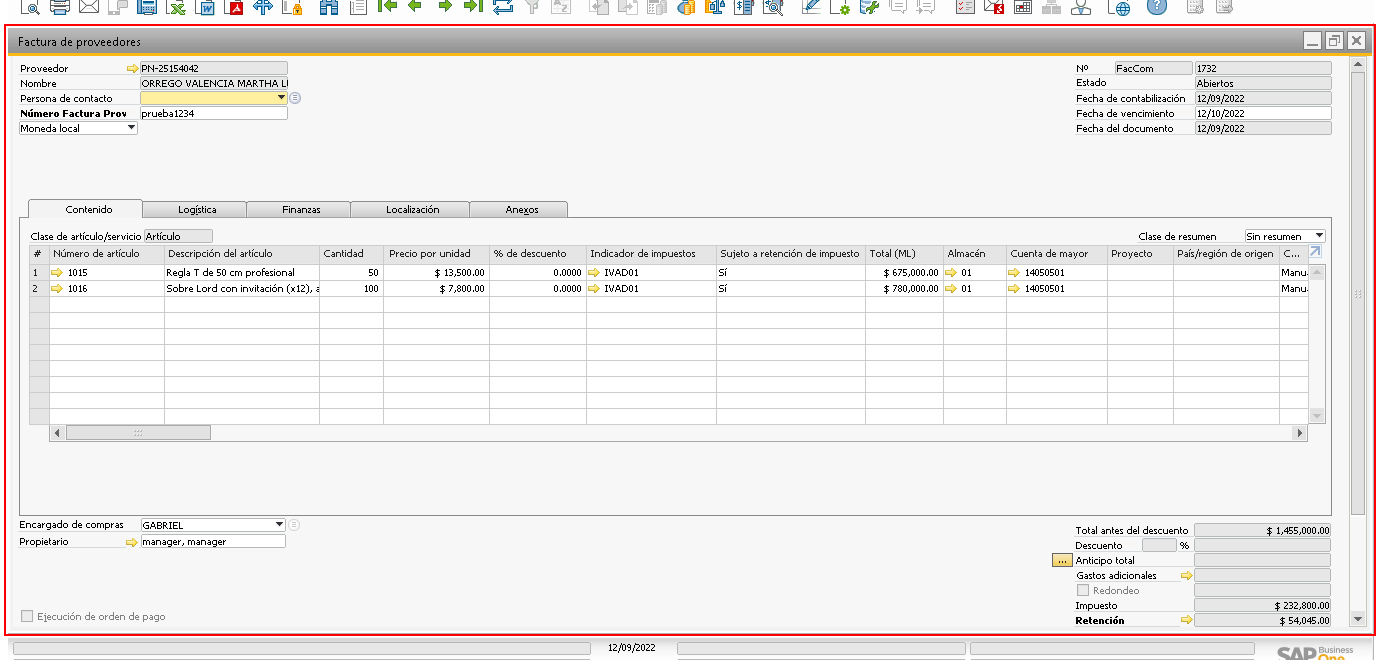 Factura de proveedores
Proveedor PN-25154042
Nombre ORREGO VALENCIA MARTHA L
Persona de contacto
Número Factura Prov prueba1234
Moneda local
Nº FacCom 1732
Estado Abiertos
Fecha de contabilización 12/09/2022
Fecha de vencimiento 12/10/2022
Fecha del documento 12/09/2022
Contenido Logística Finanzas Localización Anexos
Clase de artículo/servicio Artículo
Clase de resumen Sin resumen
# Número de artículo Descripción del artículo Cantidad Precio por unidad % de descuento Indicador de impuestos Sujeto a retención de impuesto Total (ML) Almacén Cuenta de mayor Proyecto País/región de origen C...
1 1015 Regla T de 50 cm profesional 50 $ 13,500.00 0.0000 IVAD01 Sí $ 675,000.00 01 14050501 Manu
2 1016 Sobre Lord con invitación (x12), a 100 $ 7,800.00 0.0000 IVAD01 Sí $ 780,000.00 01 14050501 Manu
Encargado de compras GABRIEL
Propietario manager, manager
Ejecución de orden de pago
Total antes del descuento $ 1,455,000.00
Descuento %
... Anticipo total
Gastos adicionales
Redondeo
Impuesto $ 232,800.00
Retención $ 54,045.00
12/09/2022
SAP Business
One